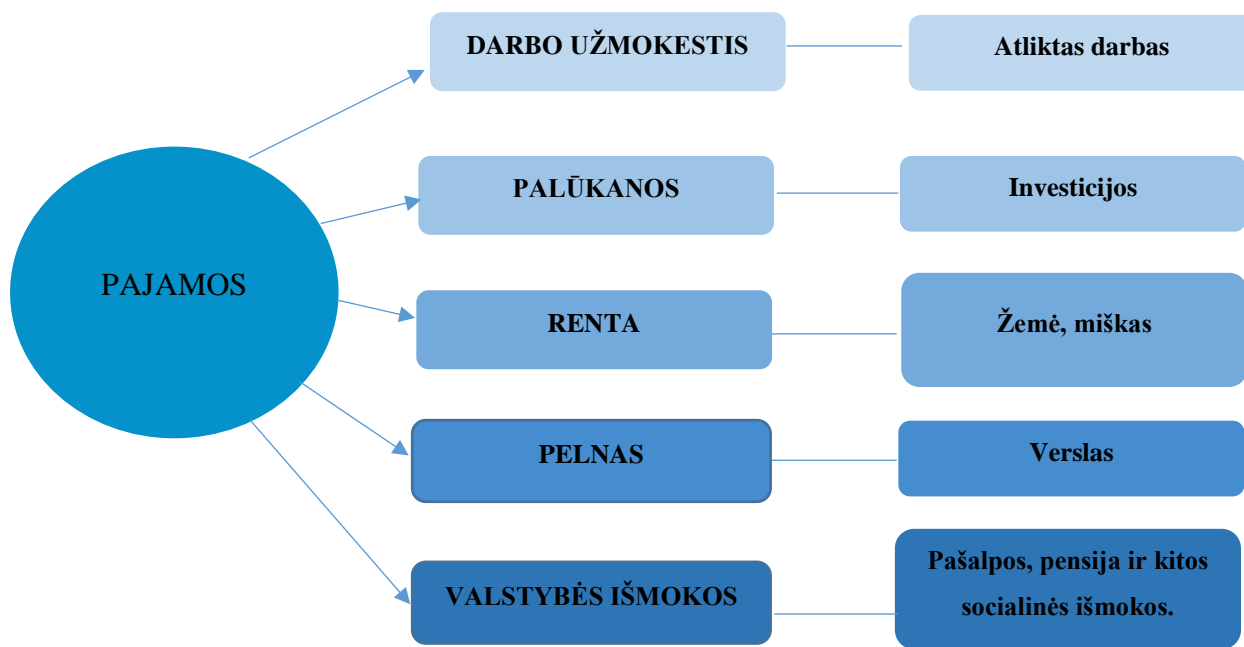 DARBO UŽMOKESTIS
Atliktas darbas
PALŪKANOS
Investicijos
PAJAMOS
RENTA
Žemė, miškas
PELNAS
Verslas
VALSTYBĖS IŠMOKOS
Pašalpos, pensija ir kitos
socialinės išmokos.